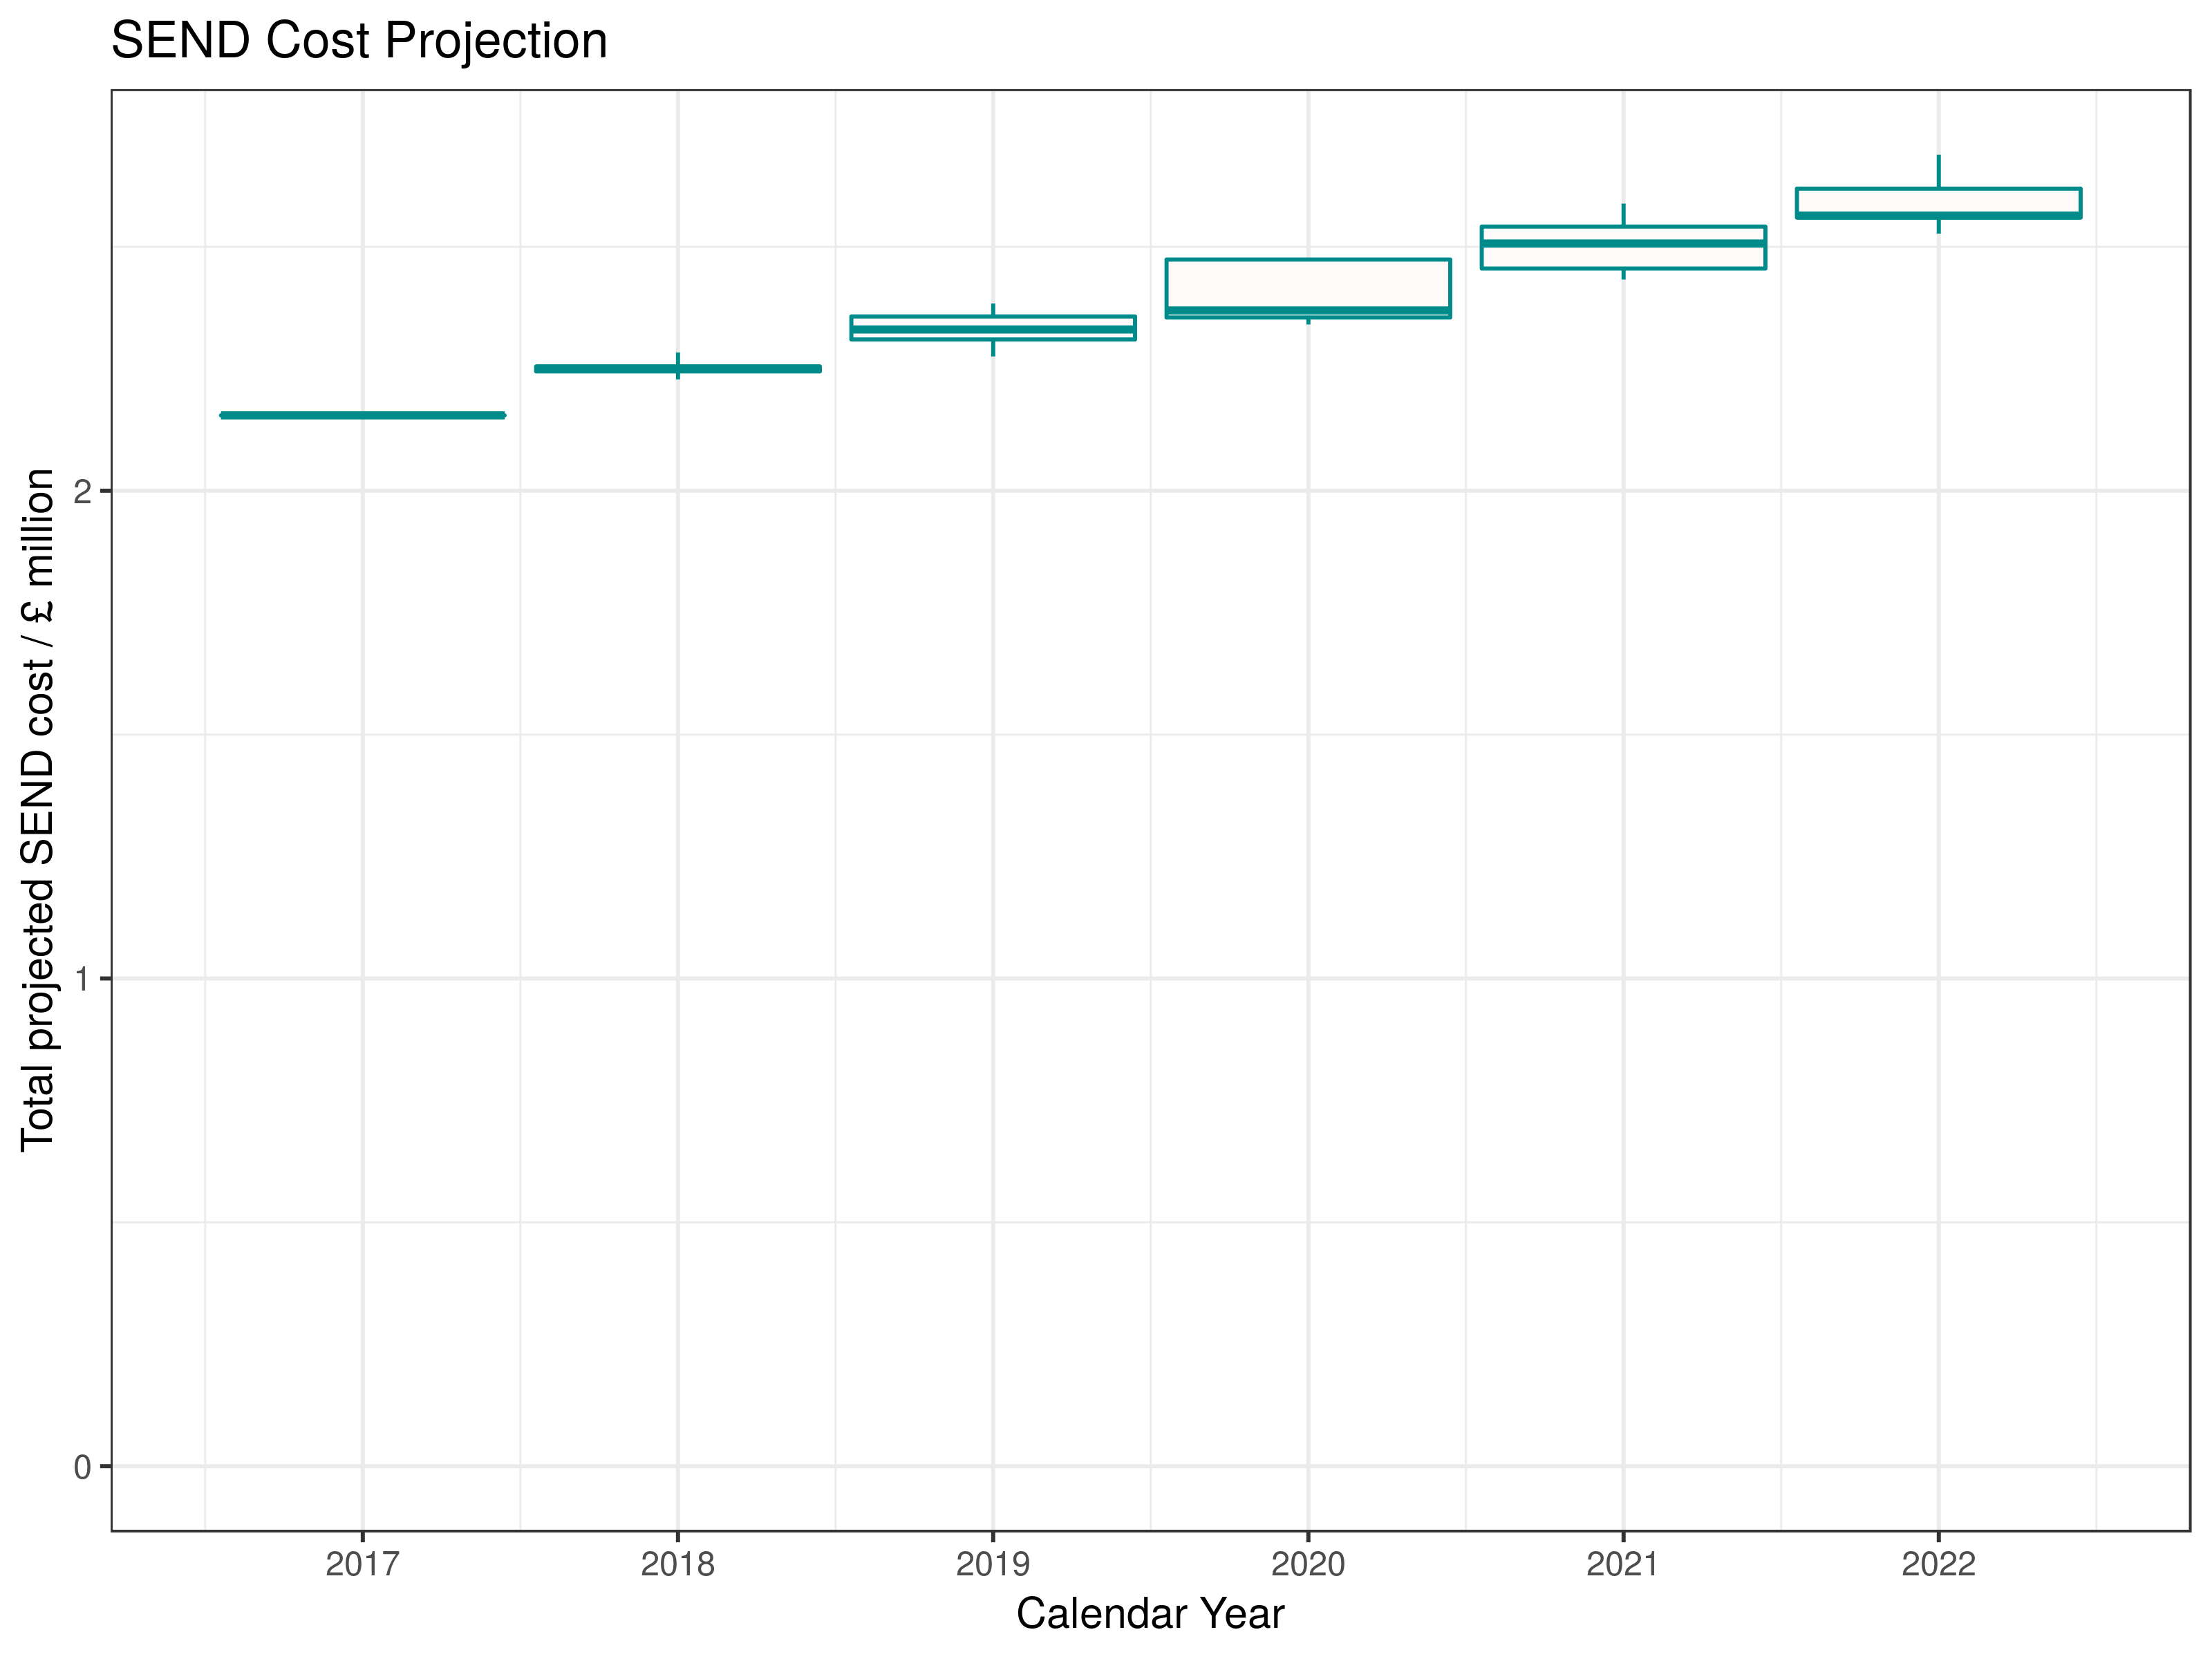 SEND Cost Projection
Total projected SEND cost / £ million
2
1
0
2017 2018 2019 2020 2021 2022
Calendar Year